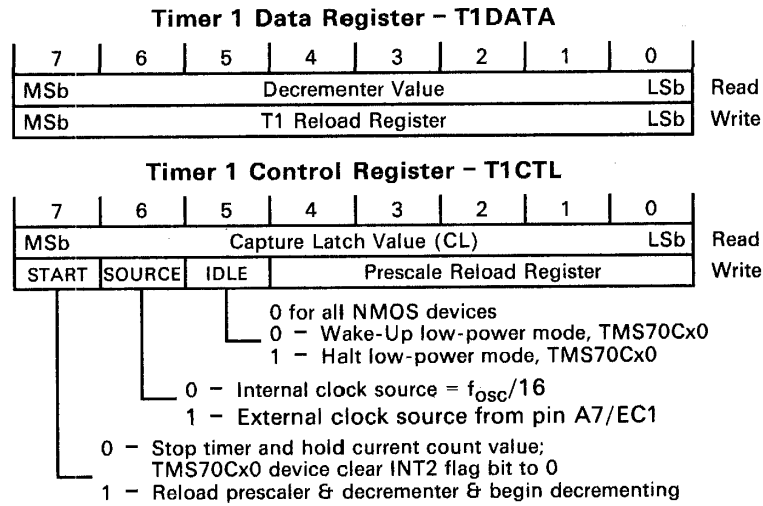 Timer 1 Data Register – T1DATA
7 6 5 4 3 2 1 0
MSb Decrementer Value LSb Read
MSb T1 Reload Register LSb Write
Timer 1 Control Register – T1CTL
7 6 5 4 3 2 1 0
MSb Capture Latch Value (CL) LSb Read
START SOURCE IDLE Prescale Reload Register Write
0 for all NMOS devices
0 – Wake-Up low-power mode, TMS70Cx0
1 – Halt low-power mode, TMS70Cx0
0 – Internal clock source = fosc/16
1 – External clock source from pin A7/EC1
0 – Stop timer and hold current count value;
TMS70Cx0 device clear INT2 flag bit to 0
1 – Reload prescaler & decrementer & begin decrementing